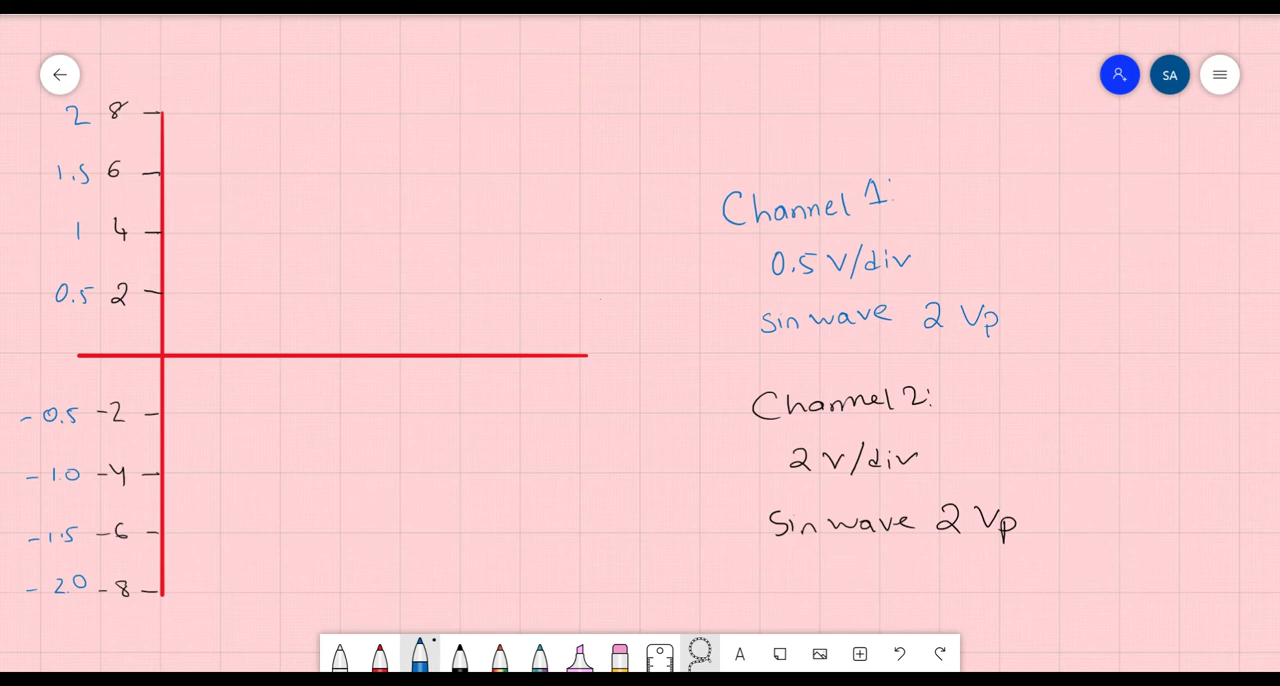 SA
2 8
1.5 6
1 4
0.5 2
-0.5 -2
-1.0 -4
-1.5 -6
-2.0 -8
Channel 1:
0.5 V/div
sin wave 2 Vp
Channel 2:
2 V/div
Sin wave 2 Vp
A